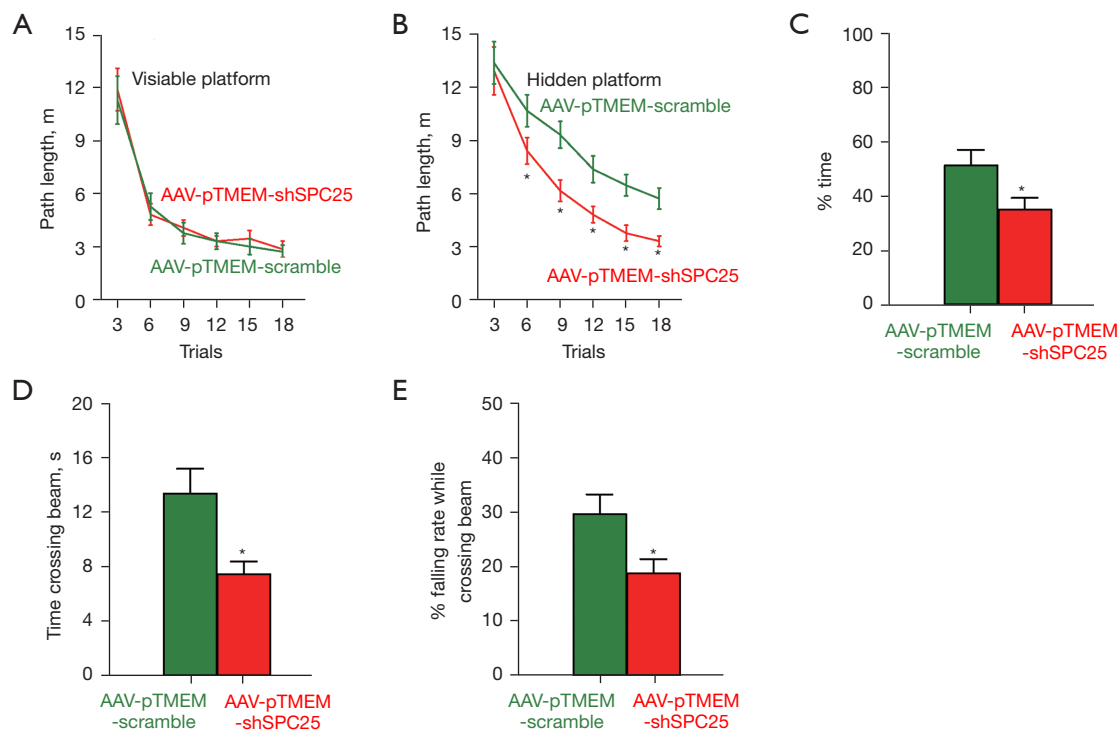 A
15
12
9
6
3
0
Path length, m
Visiable platform
AAV-pTMEM-shSPC25
AAV-pTMEM-scramble
3 6 9 12 15 18
Trials
B
15
12
9
6
3
0
Path length, m
Hidden platform
AAV-pTMEM-scramble
* * * * *
AAV-pTMEM-shSPC25
3 6 9 12 15 18
Trials
C
100
80
60
40
20
0
% time
*
AAV-pTMEM
-scramble
AAV-pTMEM
-shSPC25
D
20
16
12
8
4
0
Time crossing beam, s
*
AAV-pTMEM
-scramble
AAV-pTMEM
-shSPC25
E
50
40
30
20
10
0
% falling rate while
crossing beam
*
AAV-pTMEM
-scramble
AAV-pTMEM
-shSPC25